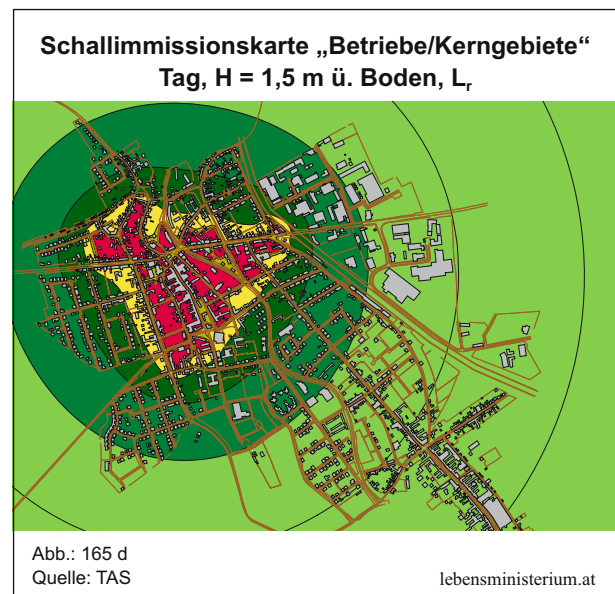 Schallimmissionskarte „Betriebe/Kerngebiete“
Tag, H = 1,5 m ü. Boden, Lr
Abb.: 165 d
Quelle: TAS
lebensministerium.at